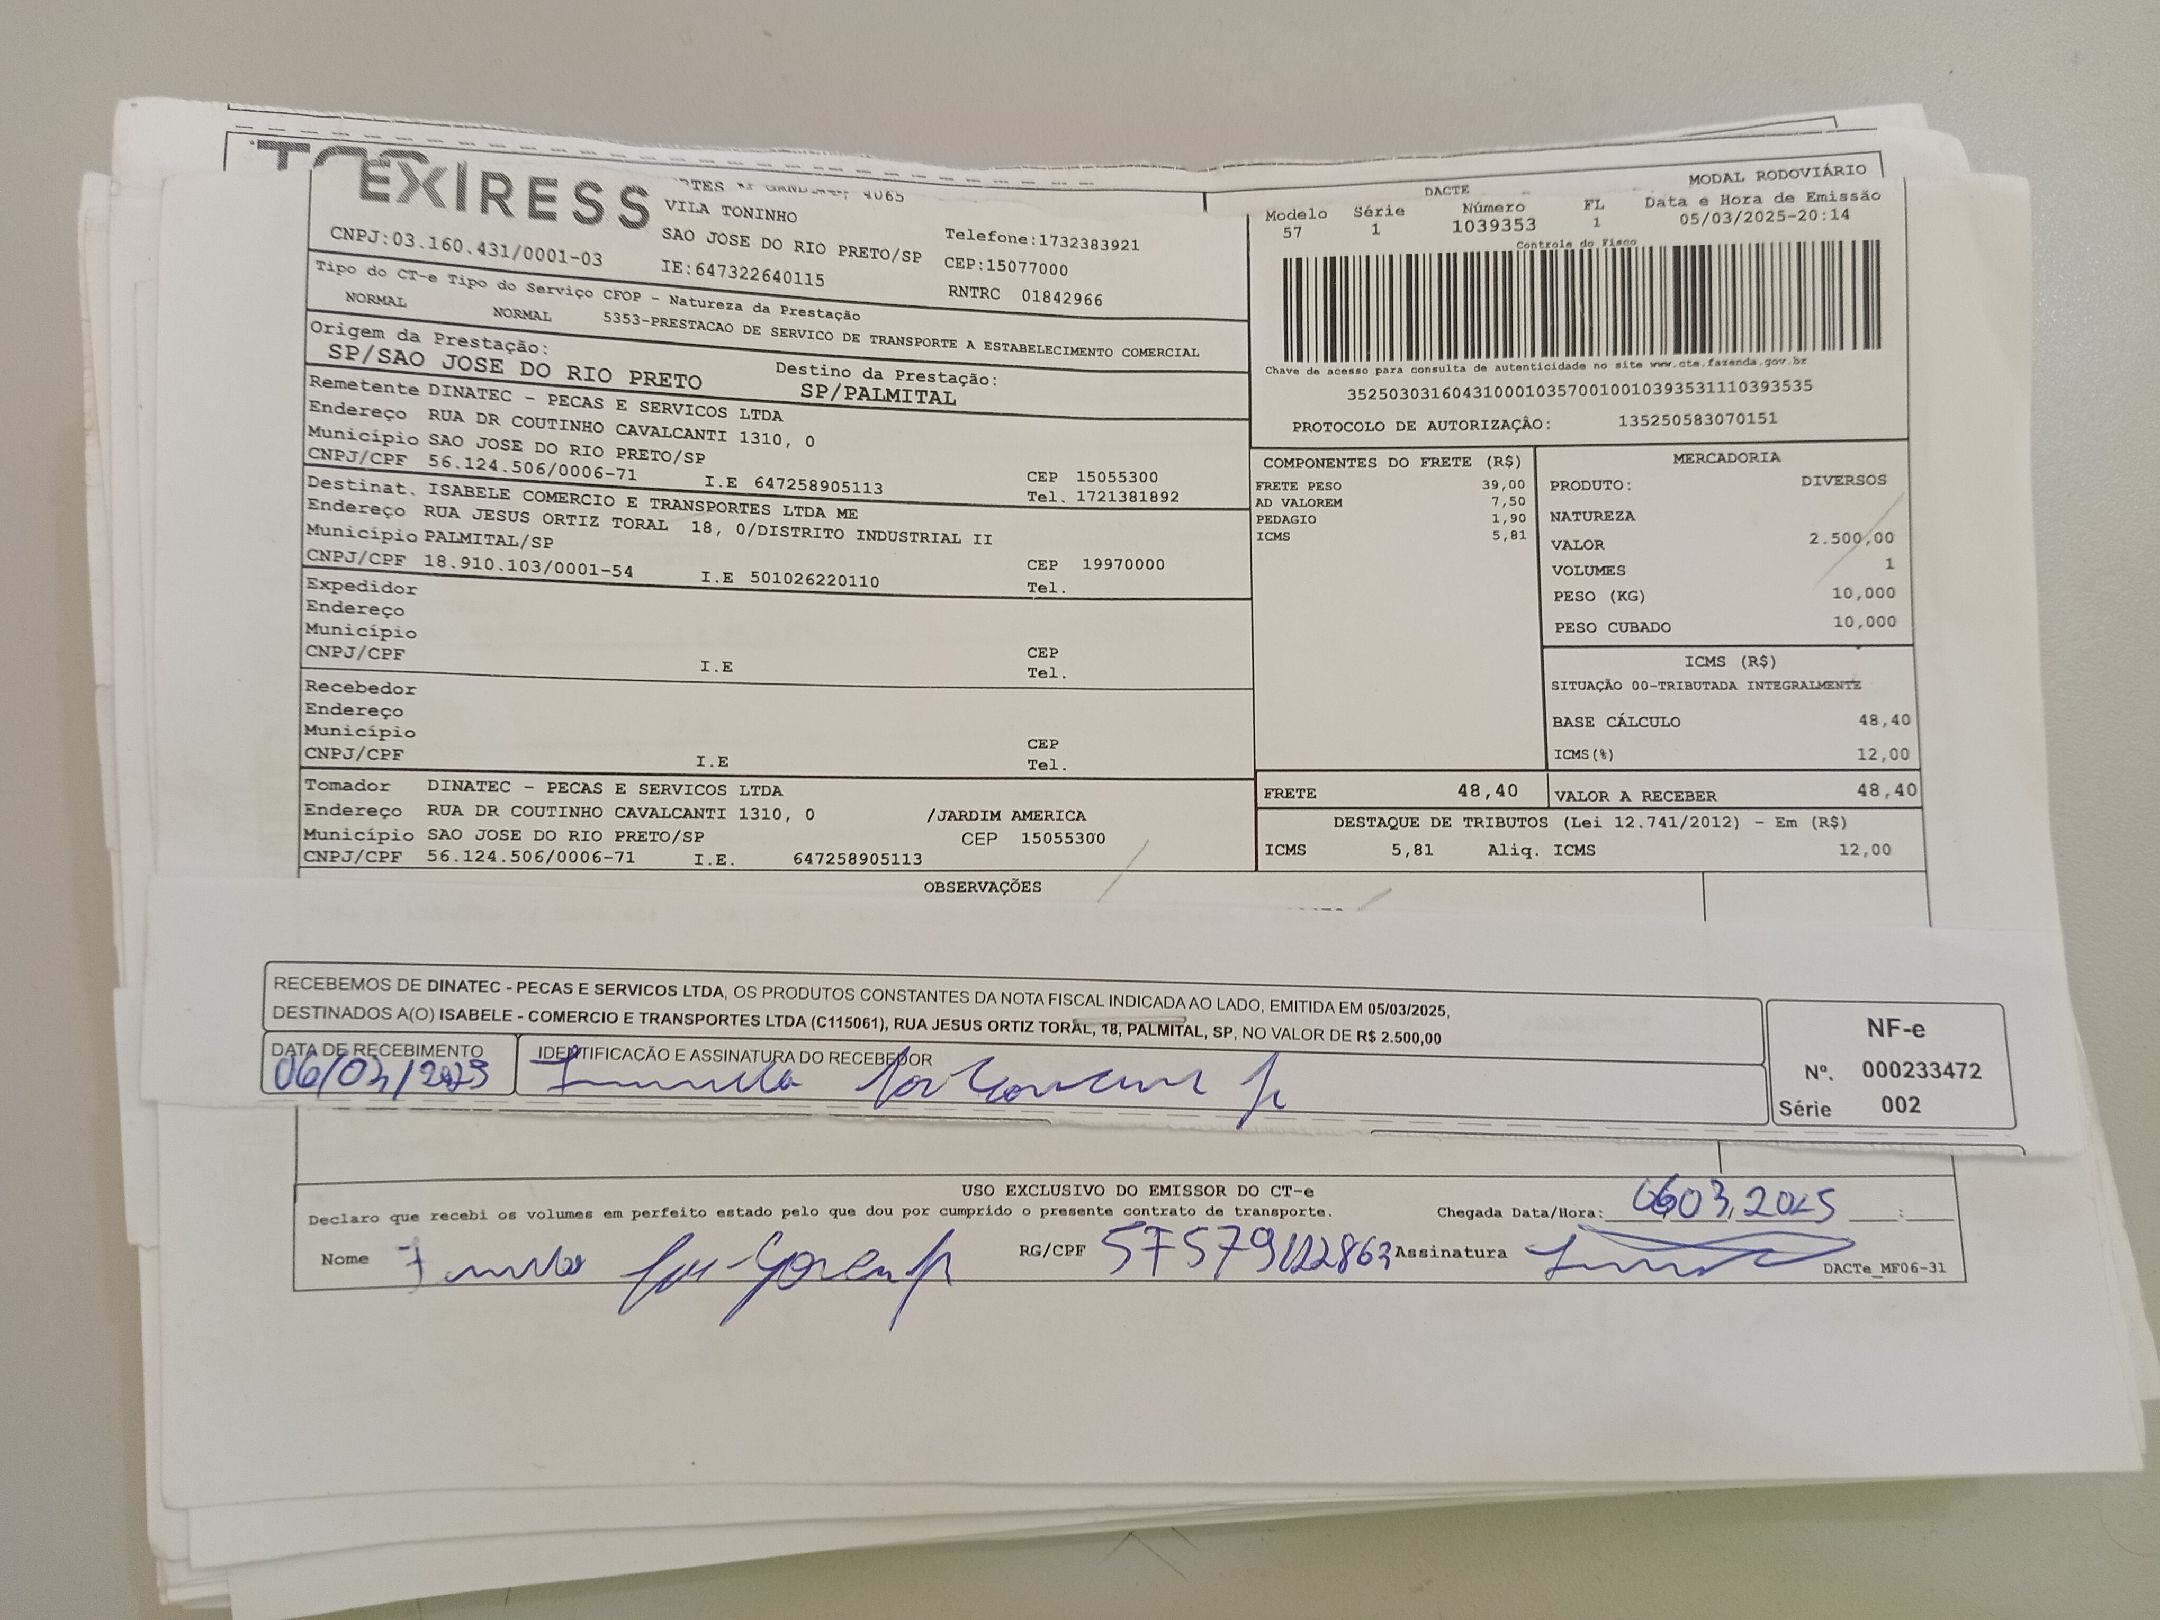 EXPRESS
VILA TONINHO
SAO JOSE DO RIO PRETO/SP
Telefone:1732383921
CNPJ:03.160.431/0001-03
IE:647322640115
CEP:15077000
RNTRC 01842966
DACTE
MODAL RODOVIÁRIO
Modelo Série Número FL Data e Hora de Emissão
57 1 1039353 1 05/03/2025-20:14
Controle do Fisco
Chave de acesso para consulta de autenticidade no site www.cte.fazenda.gov.br
35250303160431000103570010010393531110393535
PROTOCOLO DE AUTORIZAÇÃO: 135250583070151
Tipo do CT-e Tipo do Serviço CFOP - Natureza da Prestação
NORMAL NORMAL 5353-PRESTACAO DE SERVICO DE TRANSPORTE A ESTABELECIMENTO COMERCIAL
Origem da Prestação: Destino da Prestação:
SP/SAO JOSE DO RIO PRETO SP/PALMITAL
Remetente DINATEC - PECAS E SERVICOS LTDA
Endereço RUA DR COUTINHO CAVALCANTI 1310, 0
Município SAO JOSE DO RIO PRETO/SP CEP 15055300
CNPJ/CPF 56.124.506/0006-71 I.E 647258905113 Tel. 1721381892
Destinat. ISABELE COMERCIO E TRANSPORTES LTDA ME
Endereço RUA JESUS ORTIZ TORAL 18, 0/DISTRITO INDUSTRIAL II
Município PALMITAL/SP CEP 19970000
CNPJ/CPF 18.910.103/0001-54 I.E 501026220110 Tel.
Expedidor
Endereço
Município CEP
CNPJ/CPF I.E Tel.
Recebedor
Endereço
Município CEP
CNPJ/CPF I.E Tel.
Tomador DINATEC - PECAS E SERVICOS LTDA
Endereço RUA DR COUTINHO CAVALCANTI 1310, 0 /JARDIM AMERICA
Município SAO JOSE DO RIO PRETO/SP CEP 15055300
CNPJ/CPF 56.124.506/0006-71 I.E. 647258905113
COMPONENTES DO FRETE (R$)
FRETE PESO 39,00
AD VALOREM 7,50
PEDAGIO 1,90
ICMS 5,81
MERCADORIA
PRODUTO: DIVERSOS
NATUREZA
VALOR 2.500,00
VOLUMES 1
PESO (KG) 10,000
PESO CUBADO 10,000
ICMS (R$)
SITUAÇÃO 00-TRIBUTADA INTEGRALMENTE
BASE CÁLCULO 48,40
ICMS(%) 12,00
FRETE 48,40 VALOR A RECEBER 48,40
DESTAQUE DE TRIBUTOS (Lei 12.741/2012) - Em (R$)
ICMS 5,81 Aliq. ICMS 12,00
OBSERVAÇÕES
RECEBEMOS DE DINATEC - PECAS E SERVICOS LTDA, OS PRODUTOS CONSTANTES DA NOTA FISCAL INDICADA AO LADO, EMITIDA EM 05/03/2025,
DESTINADOS A(O) ISABELE - COMERCIO E TRANSPORTES LTDA (C115061), RUA JESUS ORTIZ TORAL, 18, PALMITAL, SP, NO VALOR DE R$ 2.500,00
DATA DE RECEBIMENTO IDENTIFICAÇÃO E ASSINATURA DO RECEBEDOR
06/03/2025
NF-e
Nº. 000233472
Série 002
USO EXCLUSIVO DO EMISSOR DO CT-e
Declaro que recebi os volumes em perfeito estado pelo que dou por cumprido o presente contrato de transporte. Chegada Data/Hora: 06 03, 2025
Nome RG/CPF Assinatura
DACTe_MF06-31